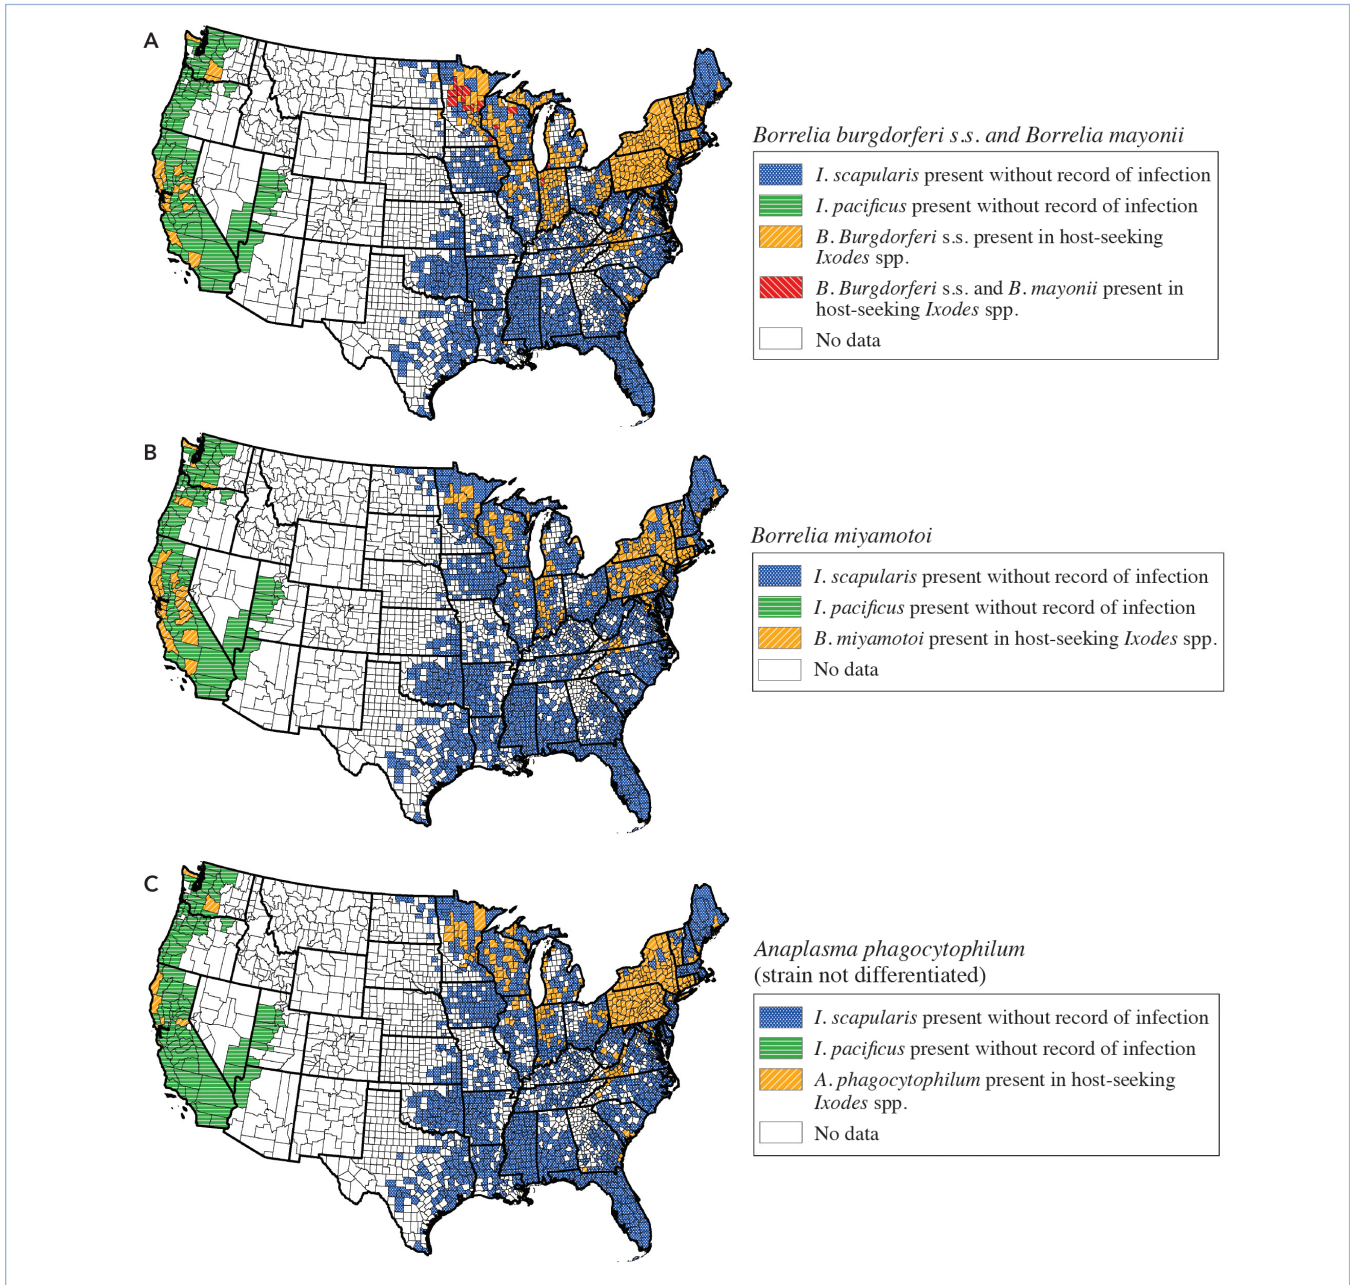 A
Borrelia burgdorferi s.s. and Borrelia mayonii
I. scapularis present without record of infection
I. pacificus present without record of infection
B. Burgdorferi s.s. present in host-seeking
Ixodes spp.
B. Burgdorferi s.s. and B. mayonii present in
host-seeking Ixodes spp.
No data
B
Borrelia miyamotoi
I. scapularis present without record of infection
I. pacificus present without record of infection
B. miyamotoi present in host-seeking Ixodes spp.
No data
C
Anaplasma phagocytophilum
(strain not differentiated)
I. scapularis present without record of infection
I. pacificus present without record of infection
A. phagocytophilum present in host-seeking
Ixodes spp.
No data